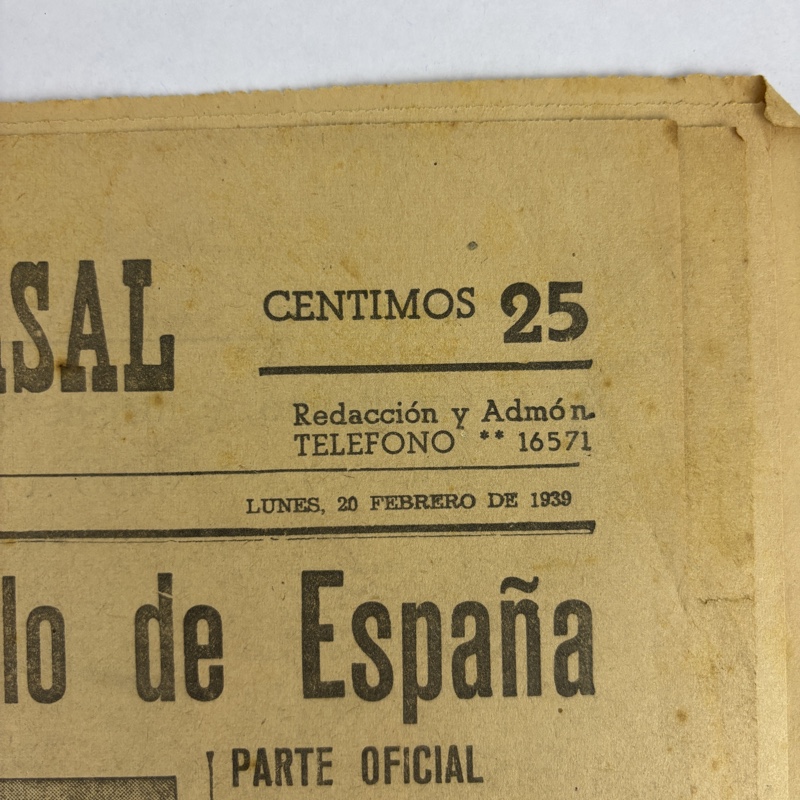 SAL
CENTIMOS 25
Redacción y Admón.
TELEFONO ** 16571
LUNES, 20 FEBRERO DE 1939
lo de España
PARTE OFICIAL